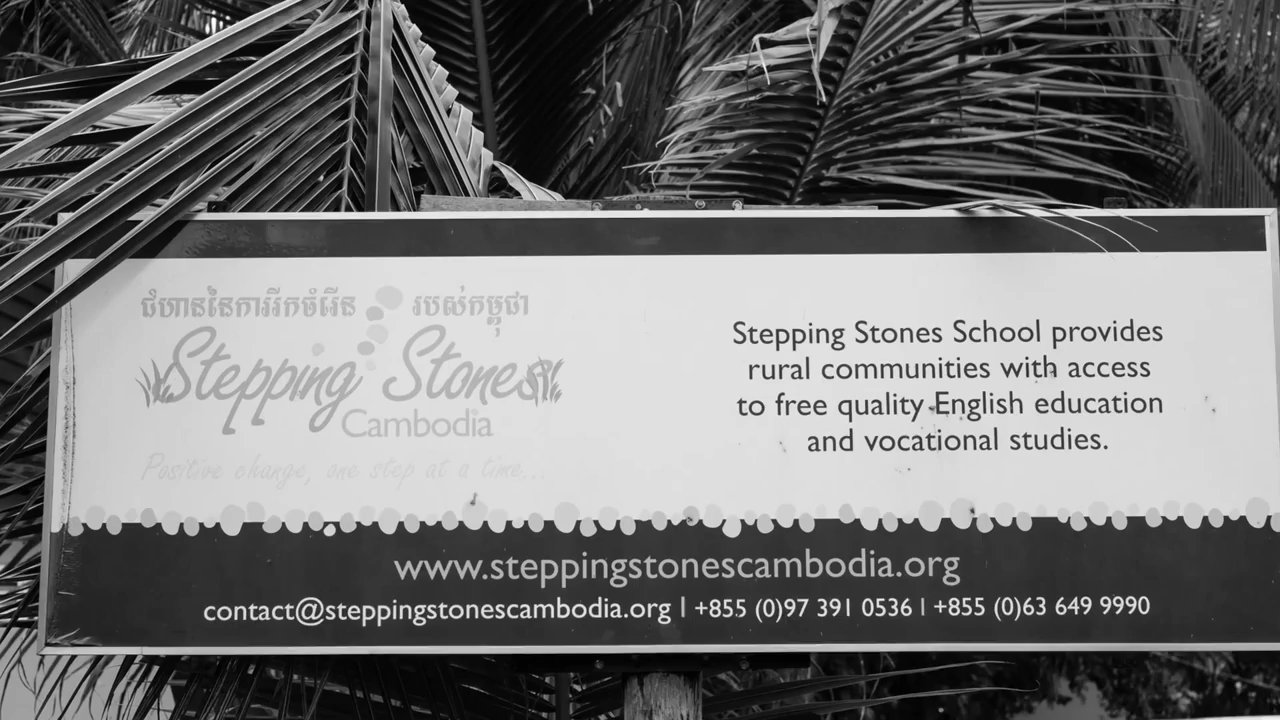 ជំហាននៃការរីកចំរើន របស់កម្ពុជា
Stepping Stones
Cambodia
Positive change, one step at a time...
Stepping Stones School provides
rural communities with access
to free quality English education
and vocational studies.
www.steppingstonescambodia.org
contact@steppingstonescambodia.org | +855 (0)97 391 0536 | +855 (0)63 649 9990